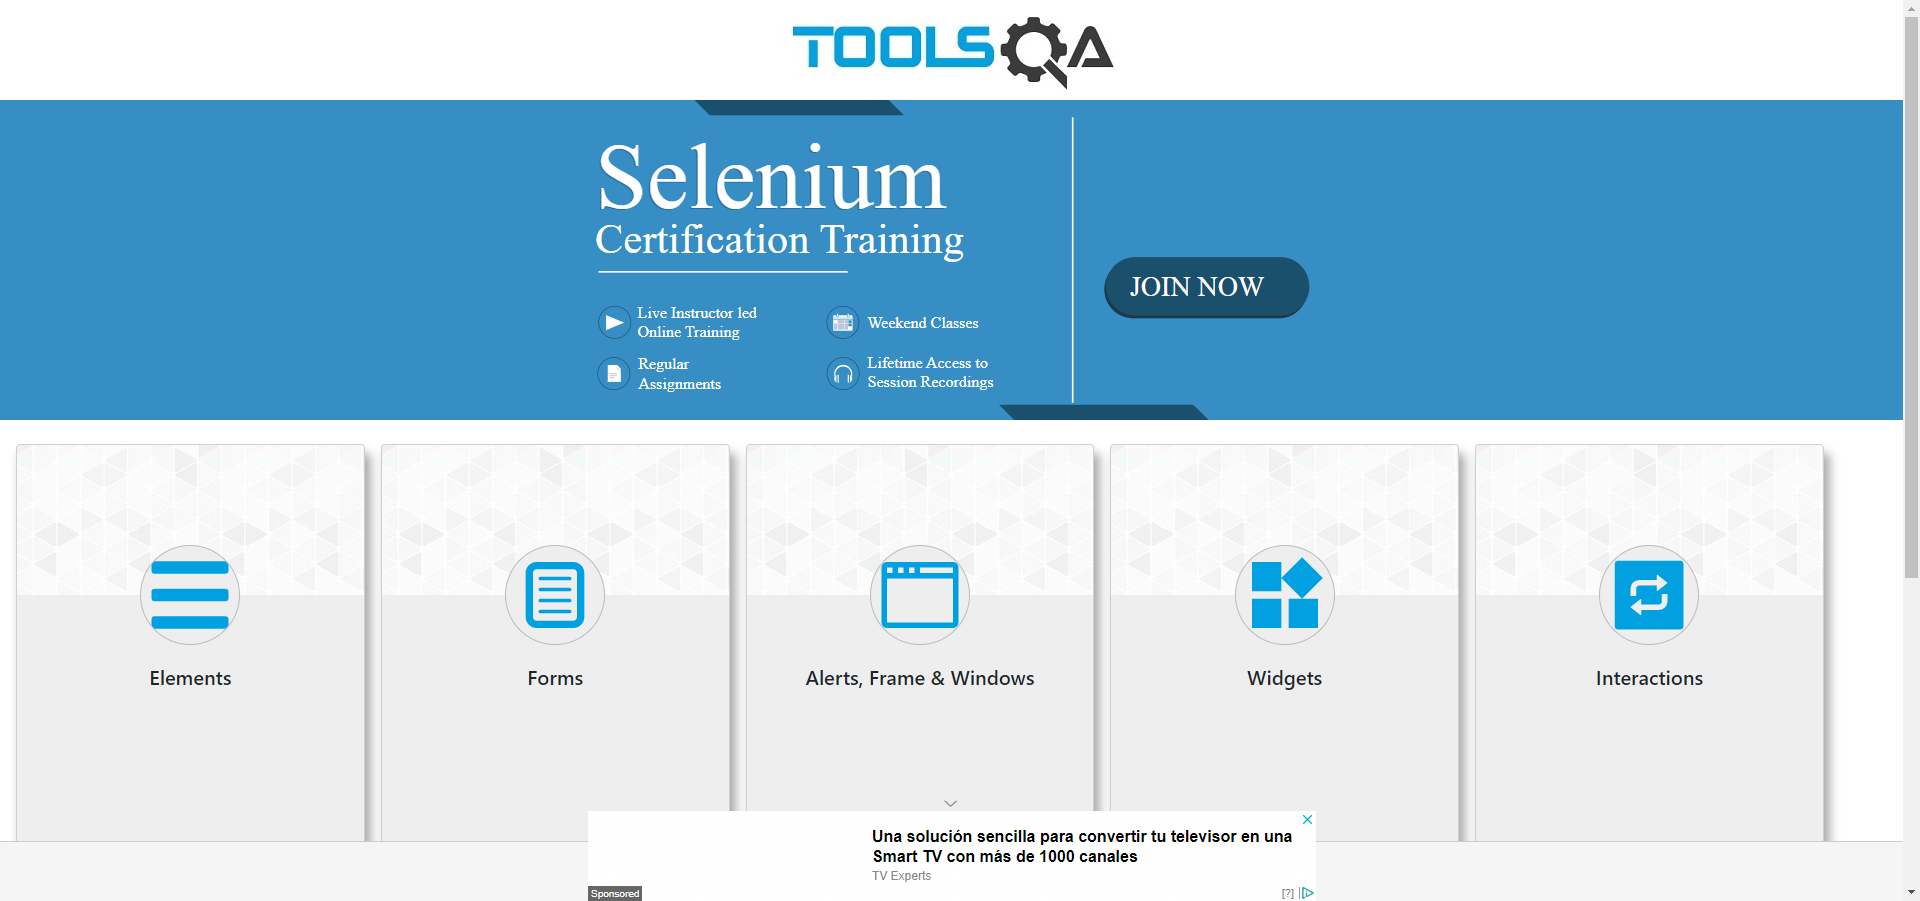 TOOLSQA
Selenium
Certification Training
Live Instructor led
Online Training
Weekend Classes
Regular
Assignments
Lifetime Access to
Session Recordings
JOIN NOW
Elements
Forms
Alerts, Frame & Windows
Widgets
Interactions
Una solución sencilla para convertir tu televisor en una
Smart TV con más de 1000 canales
TV Experts
Sponsored
[?]